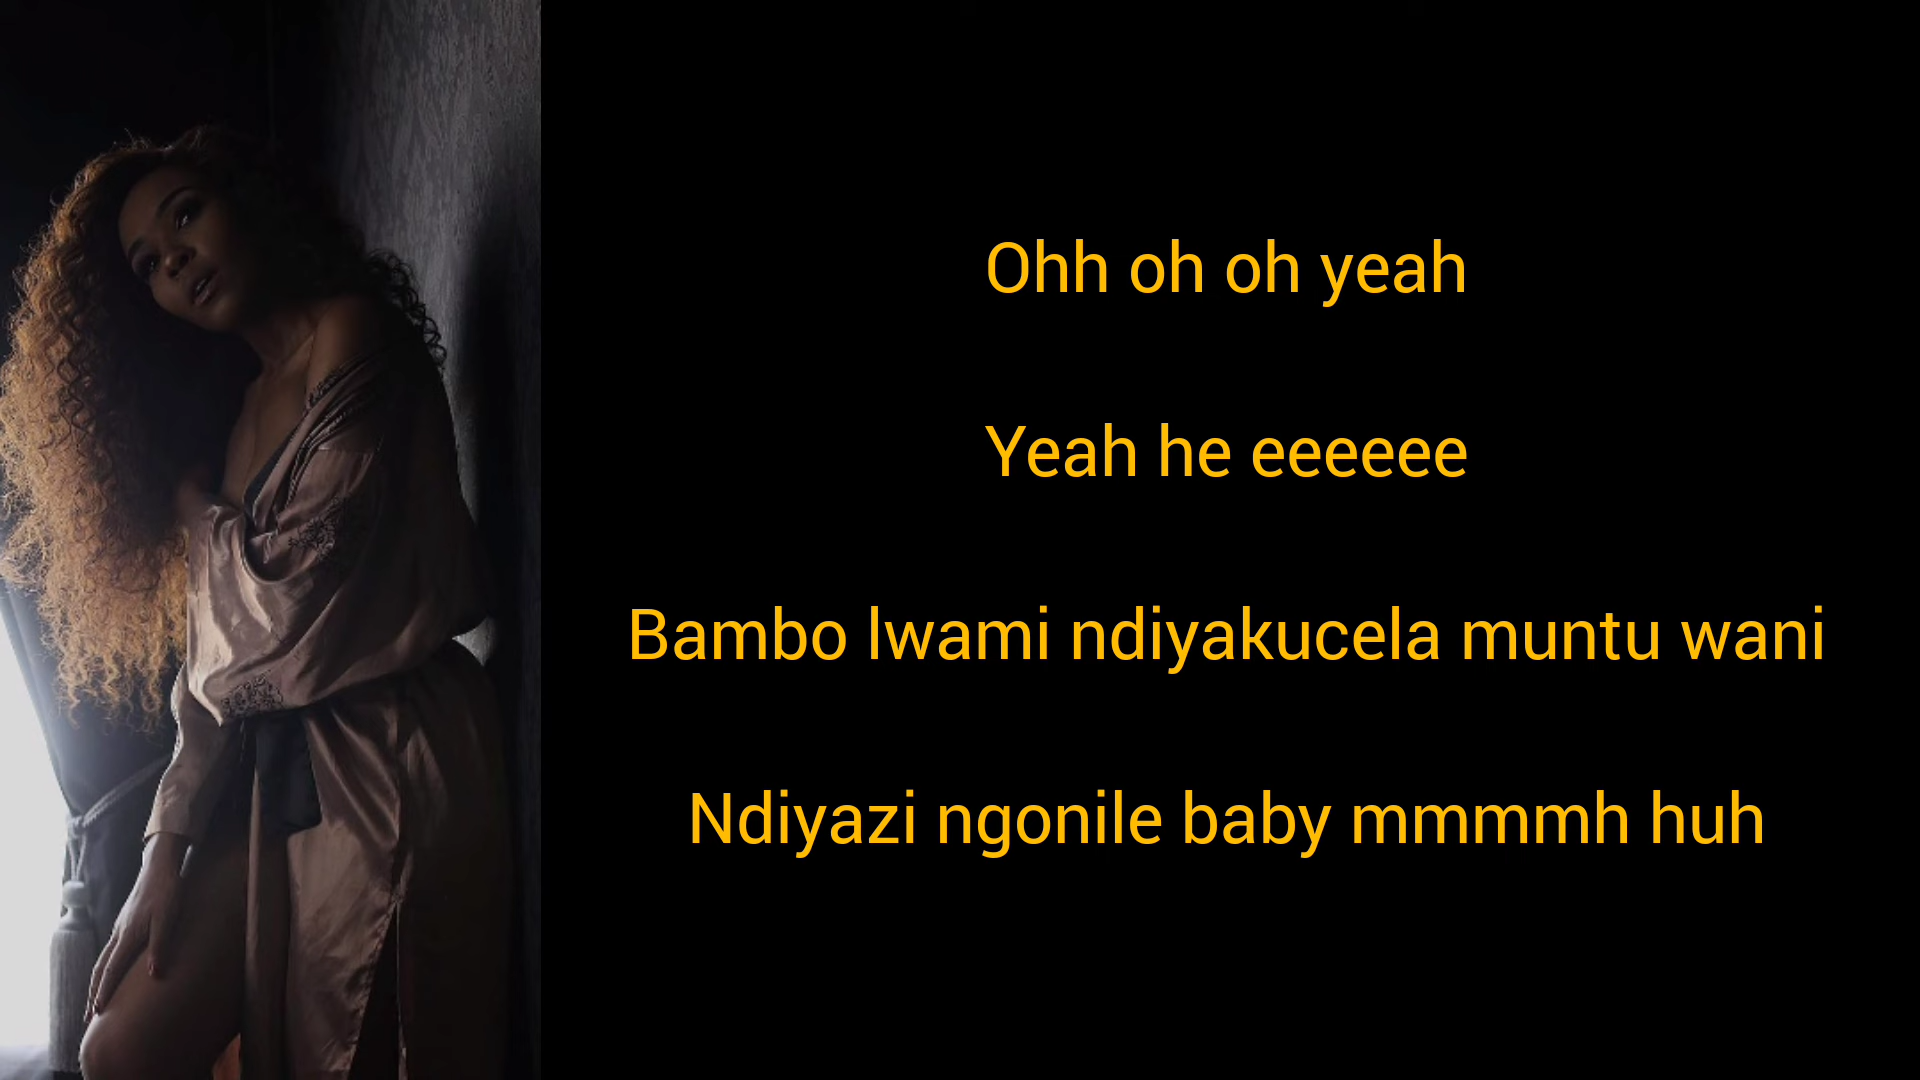 Ohh oh oh yeah
Yeah he eeeeee
Bambo lwami ndiyakucela muntu wani
Ndiyazi ngonile baby mmmmh huh